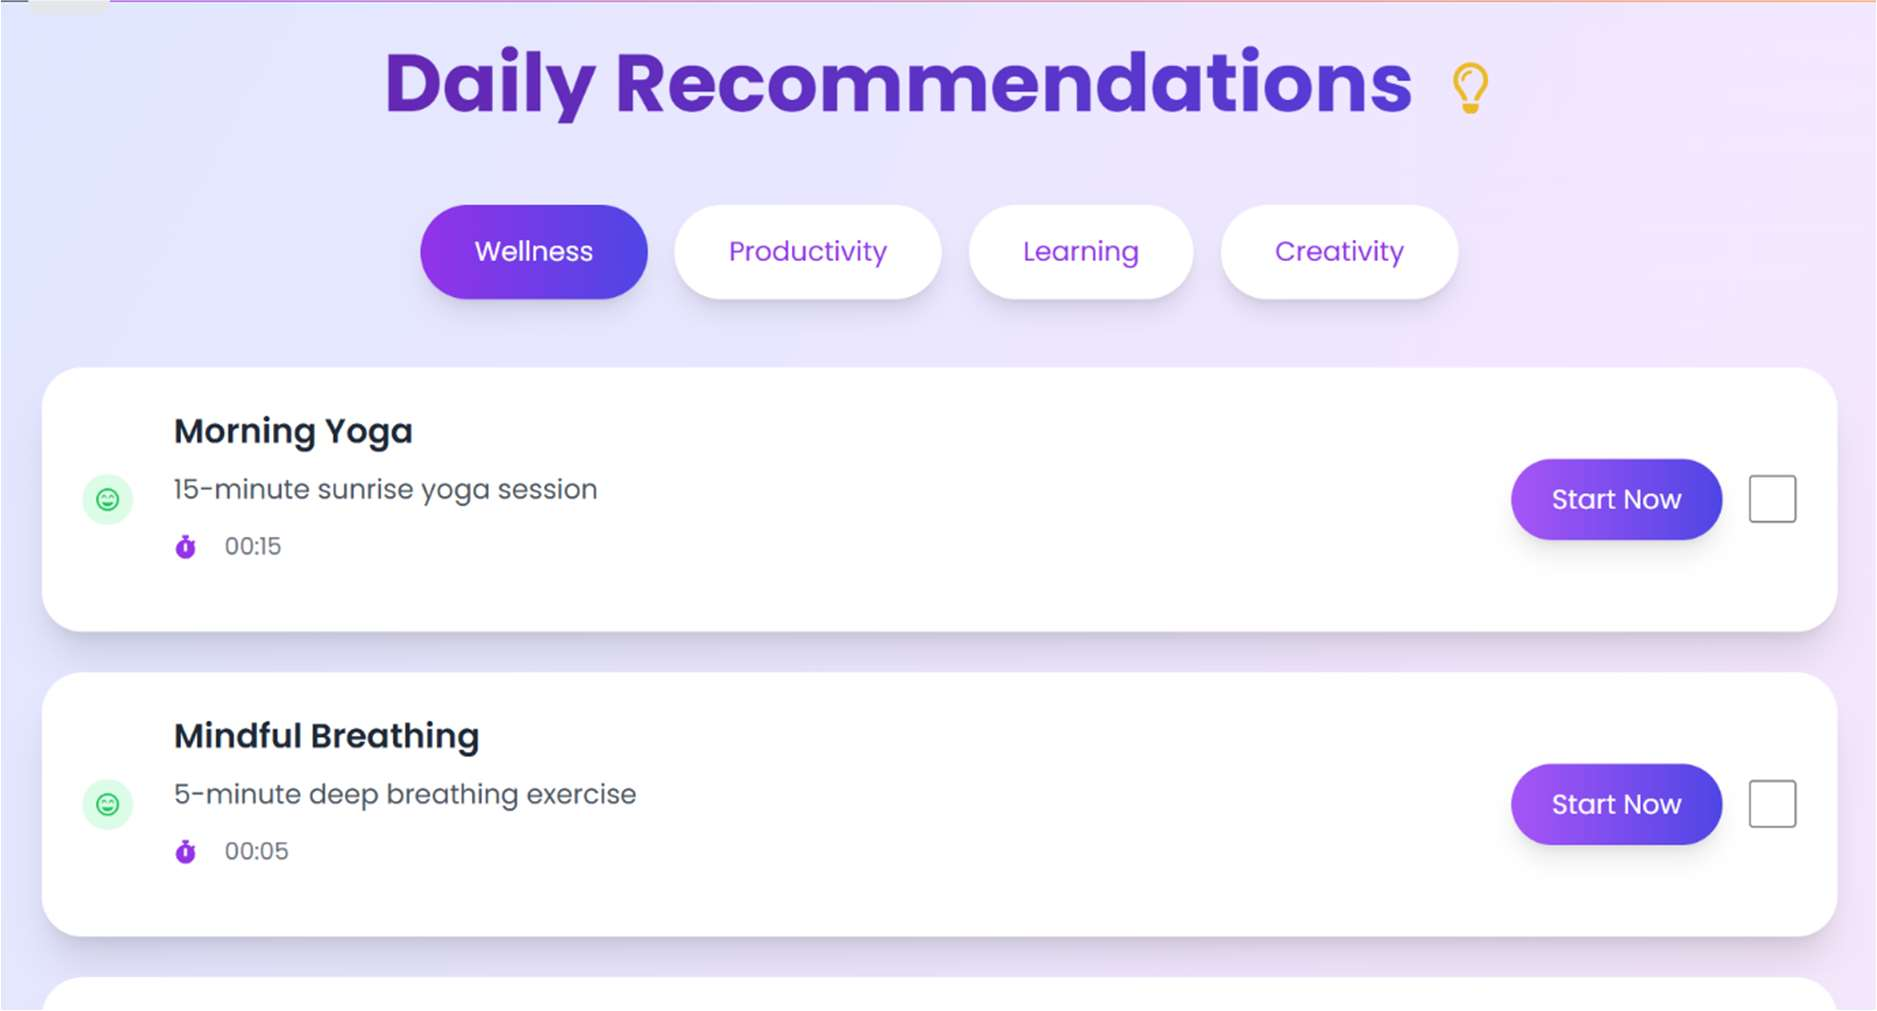 Daily Recommendations
Wellness
Productivity
Learning
Creativity
Morning Yoga
15-minute sunrise yoga session
00:15
Start Now
Mindful Breathing
5-minute deep breathing exercise
00:05
Start Now